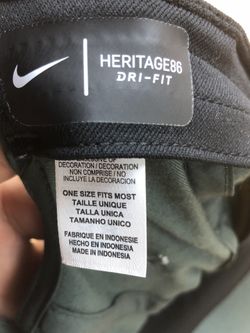 HERITAGE86
DRI-FIT
DECORATION / DECORATION
NON COMPRISE / NO
INCLUYE LA DECORACION
ONE SIZE FITS MOST
TAILLE UNIQUE
TALLA UNICA
TAMANHO UNICO
FABRIQUE EN INDONESIE
HECHO EN INDONESIE
MADE IN INDONESIA